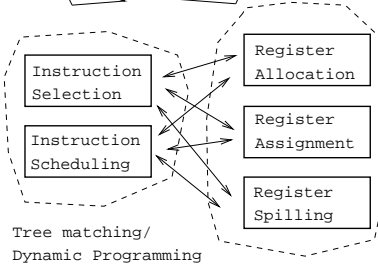 Instruction
Selection
Instruction
Scheduling
Register
Allocation
Register
Assignment
Register
Spilling
Tree matching/
Dynamic Programming